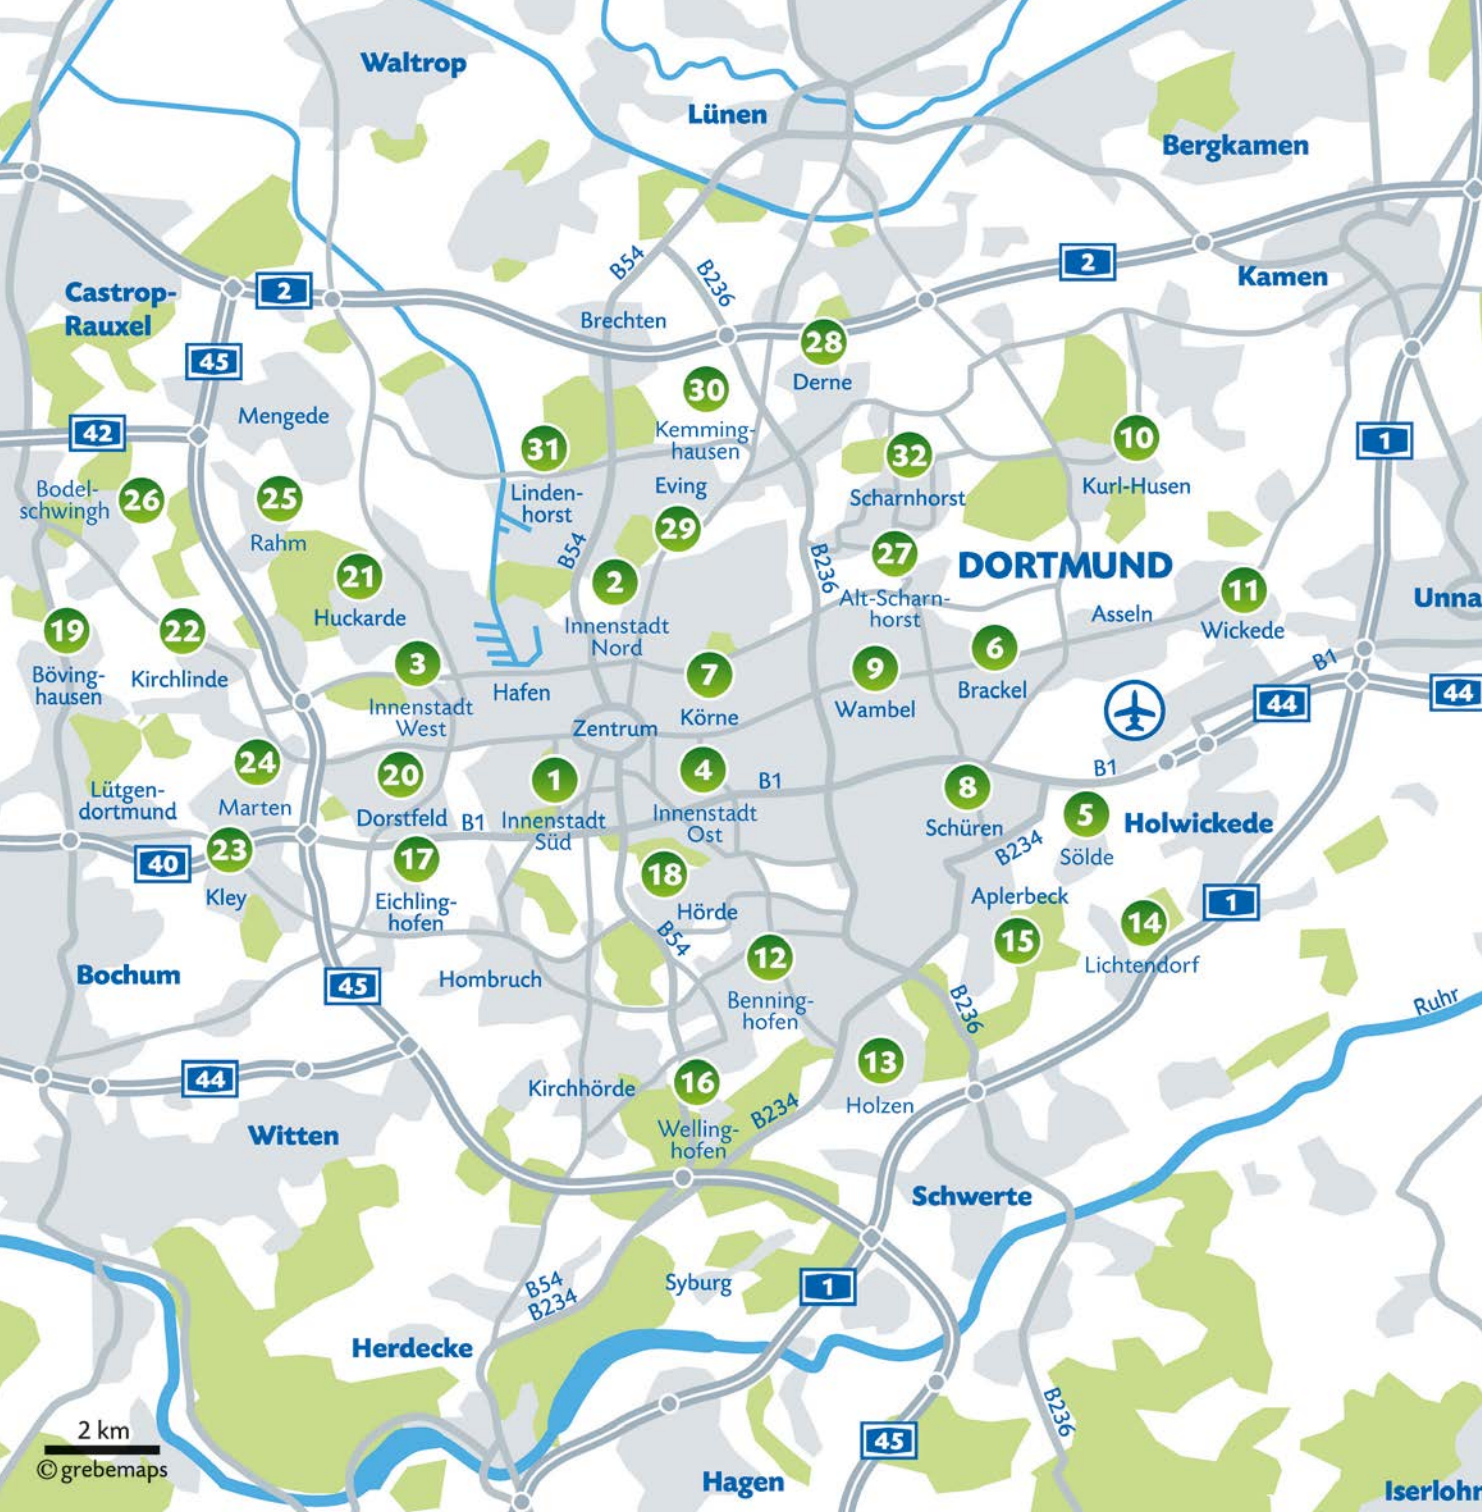 Waltrop
Lünen
Bergkamen
B54
B236
2
Kamen
Castrop-
Rauxel
2
Brechten
28
Derne
45
30
Kemming-
hausen
Mengede
42
31
Linden-
horst
32
Scharnhorst
10
Kurl-Husen
1
Bodel-
schwingh
26
25
Rahm
Eving
29
B54
B236
27
Alt-Scharn-
horst
DORTMUND
21
Huckarde
2
Innenstadt
Nord
Asseln
11
Wickede
Unna
19
Böving-
hausen
22
Kirchlinde
3
Innenstadt
West
Hafen
7
Körne
9
Wambel
6
Brackel
B1
44
44
Zentrum
24
Marten
20
Dorstfeld
B1
1
Innenstadt
Süd
4
Innenstadt
Ost
B1
8
Schüren
B1
5
Sölde
Holwickede
Lütgen-
dortmund
40
23
Kley
17
Eichling-
hofen
18
Hörde
B234
Aplerbeck
15
14
Lichtendorf
1
Bochum
45
Hombruch
B54
12
Benning-
hofen
B236
Ruhr
44
Kirchhörde
16
Welling-
hofen
B234
13
Holzen
Witten
Schwerte
B54
B234
Syburg
1
Herdecke
B236
2 km
© grebemaps
45
Hagen
Iserlohn